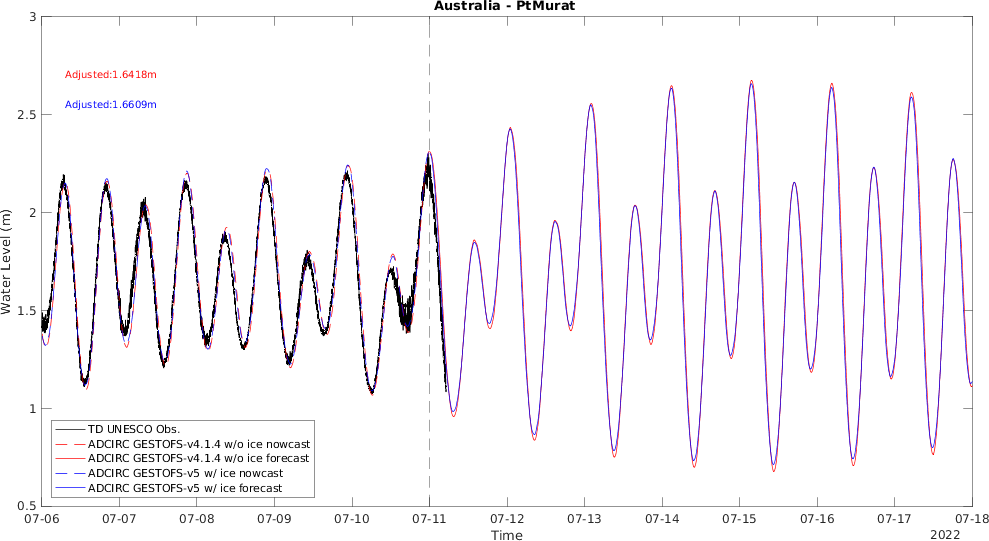 Australia - PtMurat
3
Adjusted:1.6418m
Adjusted:1.6609m
2.5
2
Water Level (m)
1.5
1
TD UNESCO Obs.
ADCIRC GESTOFS-v4.1.4 w/o ice nowcast
ADCIRC GESTOFS-v4.1.4 w/o ice forecast
ADCIRC GESTOFS-v5 w/ ice nowcast
ADCIRC GESTOFS-v5 w/ ice forecast
0.5
07-06 07-07 07-08 07-09 07-10 07-11 07-12 07-13 07-14 07-15 07-16 07-17 07-18
Time
2022